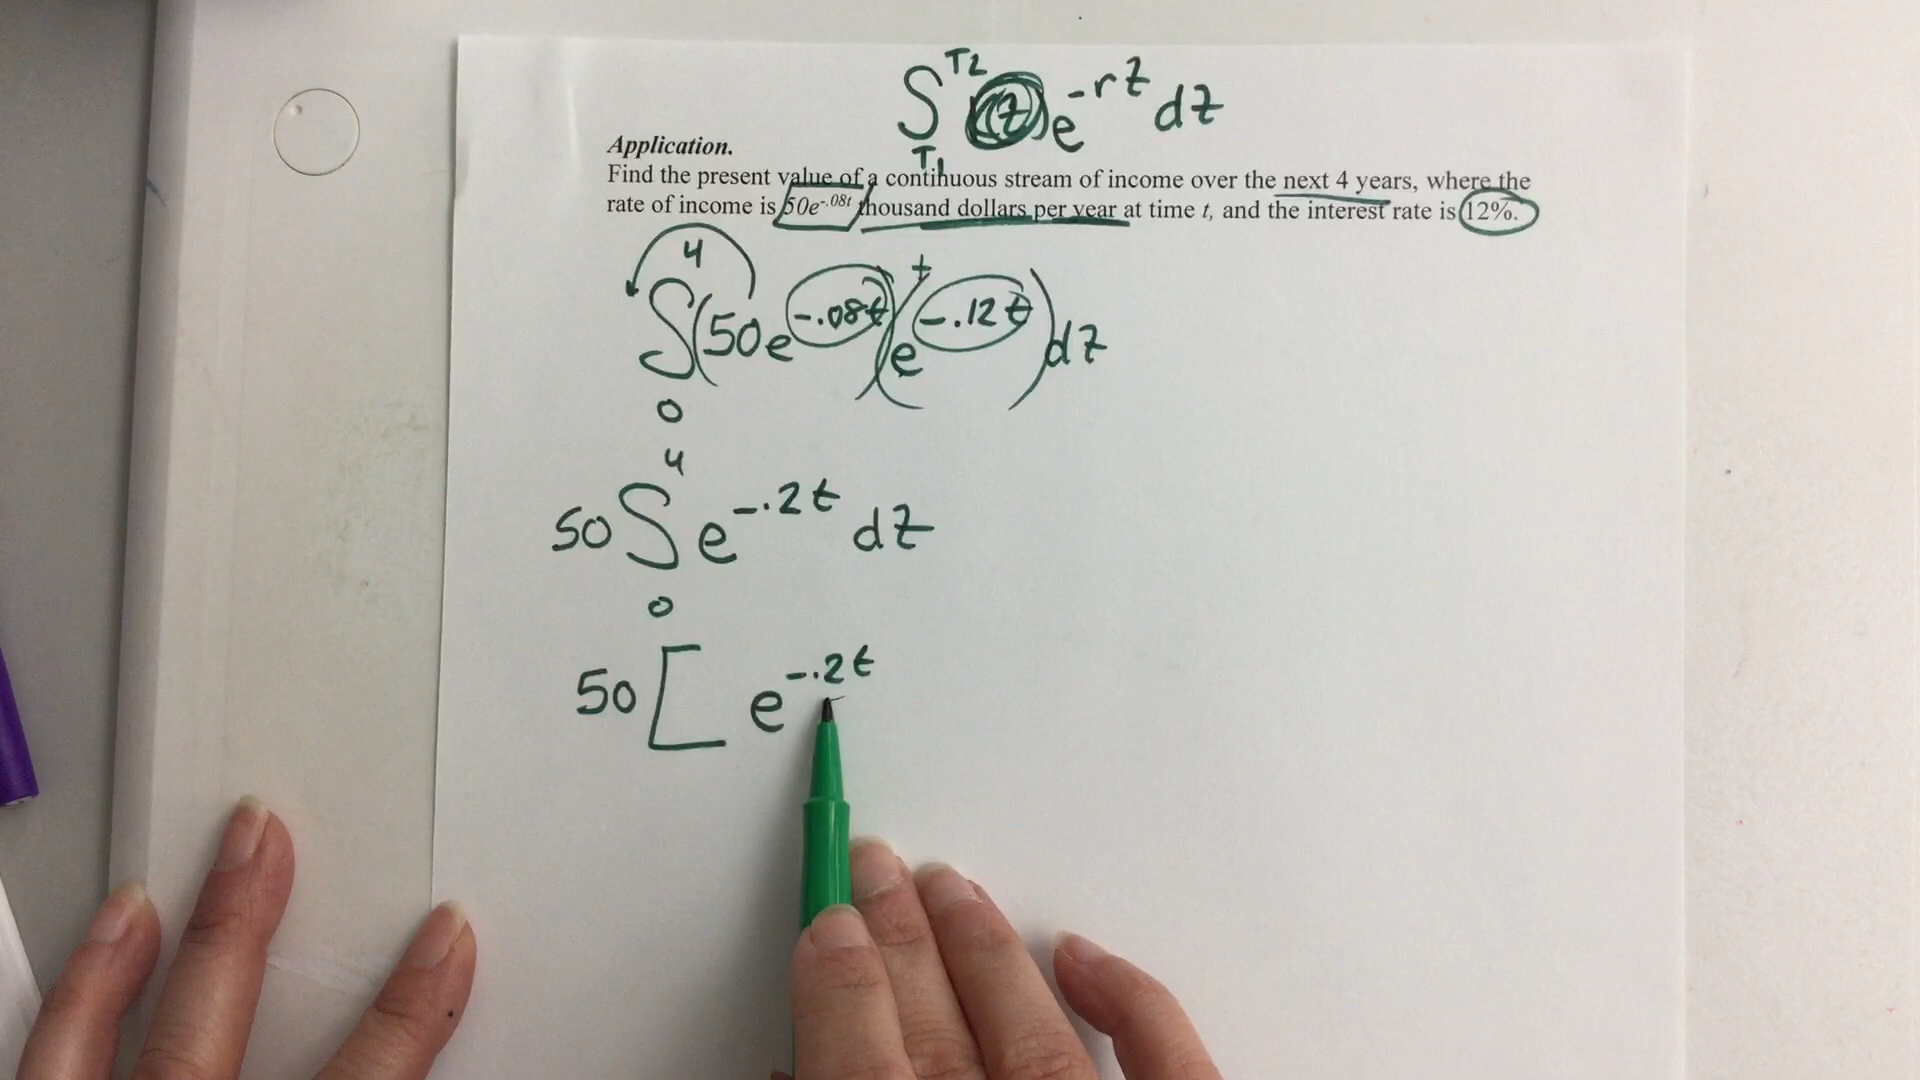 ∫ T2 T1 K(t) e^-rt dt
Application.
Find the present value of a continuous stream of income over the next 4 years, where the
rate of income is 50e^-.08t thousand dollars per year at time t, and the interest rate is 12%.
4
∫(50e^-.08t)(e^-.12t)dt
t
0
4
50 ∫ e^-.2t dt
0
50 [ e^-.2t